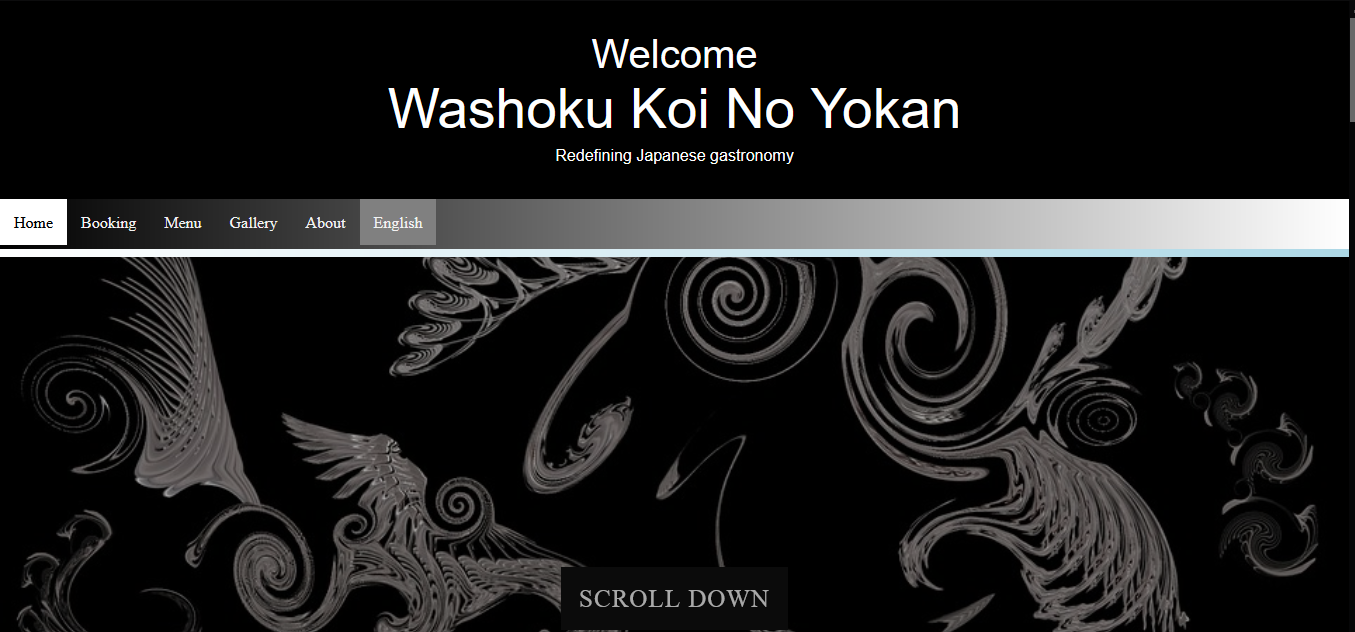 Welcome
Washoku Koi No Yokan
Redefining Japanese gastronomy
Home Booking Menu Gallery About English
SCROLL DOWN